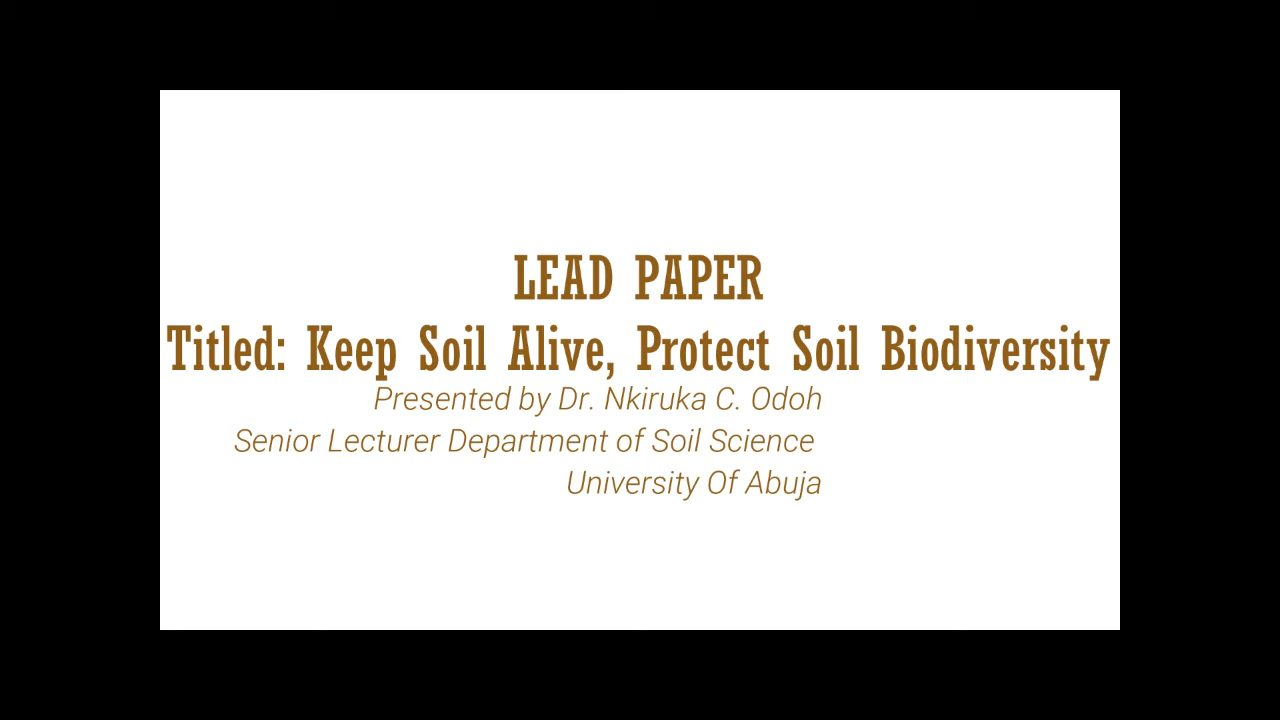 LEAD PAPER
Titled: Keep Soil Alive, Protect Soil Biodiversity
Presented by Dr. Nkiruka C. Odoh
Senior Lecturer Department of Soil Science
University Of Abuja